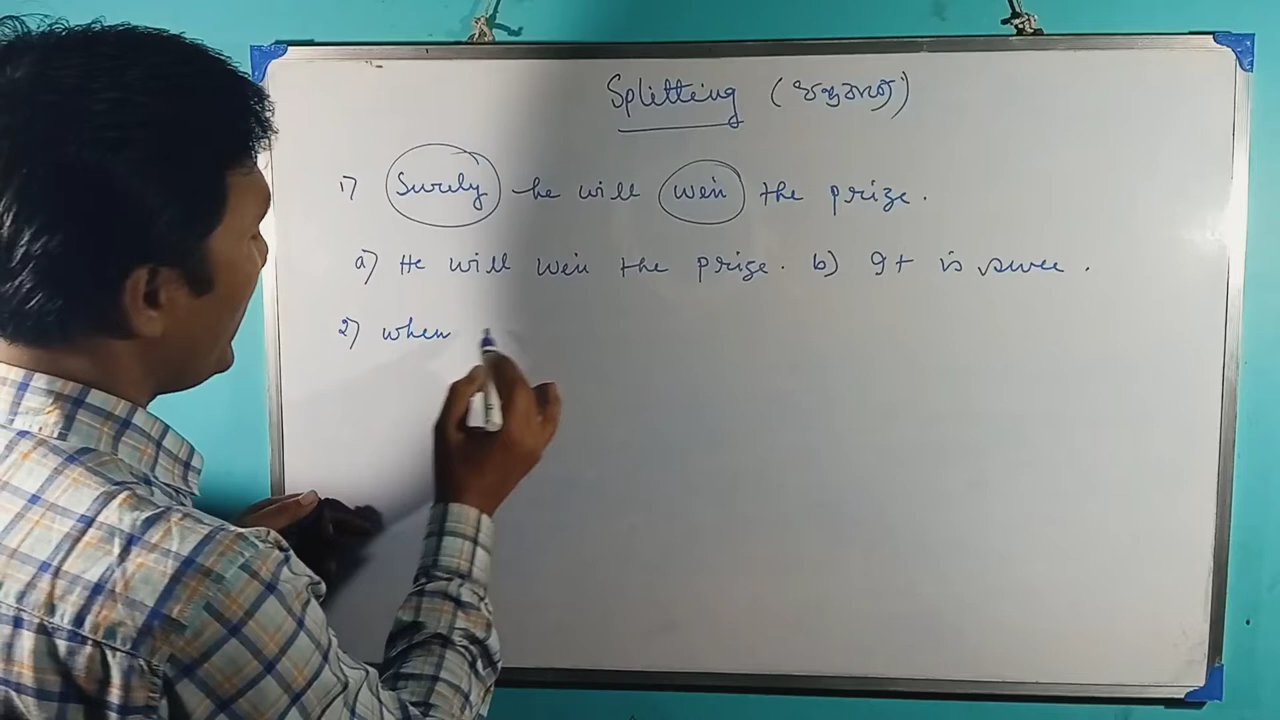 Splitting
1) Surely he will win the prize.
a) He will win the prize. b) It is sure.
2) when